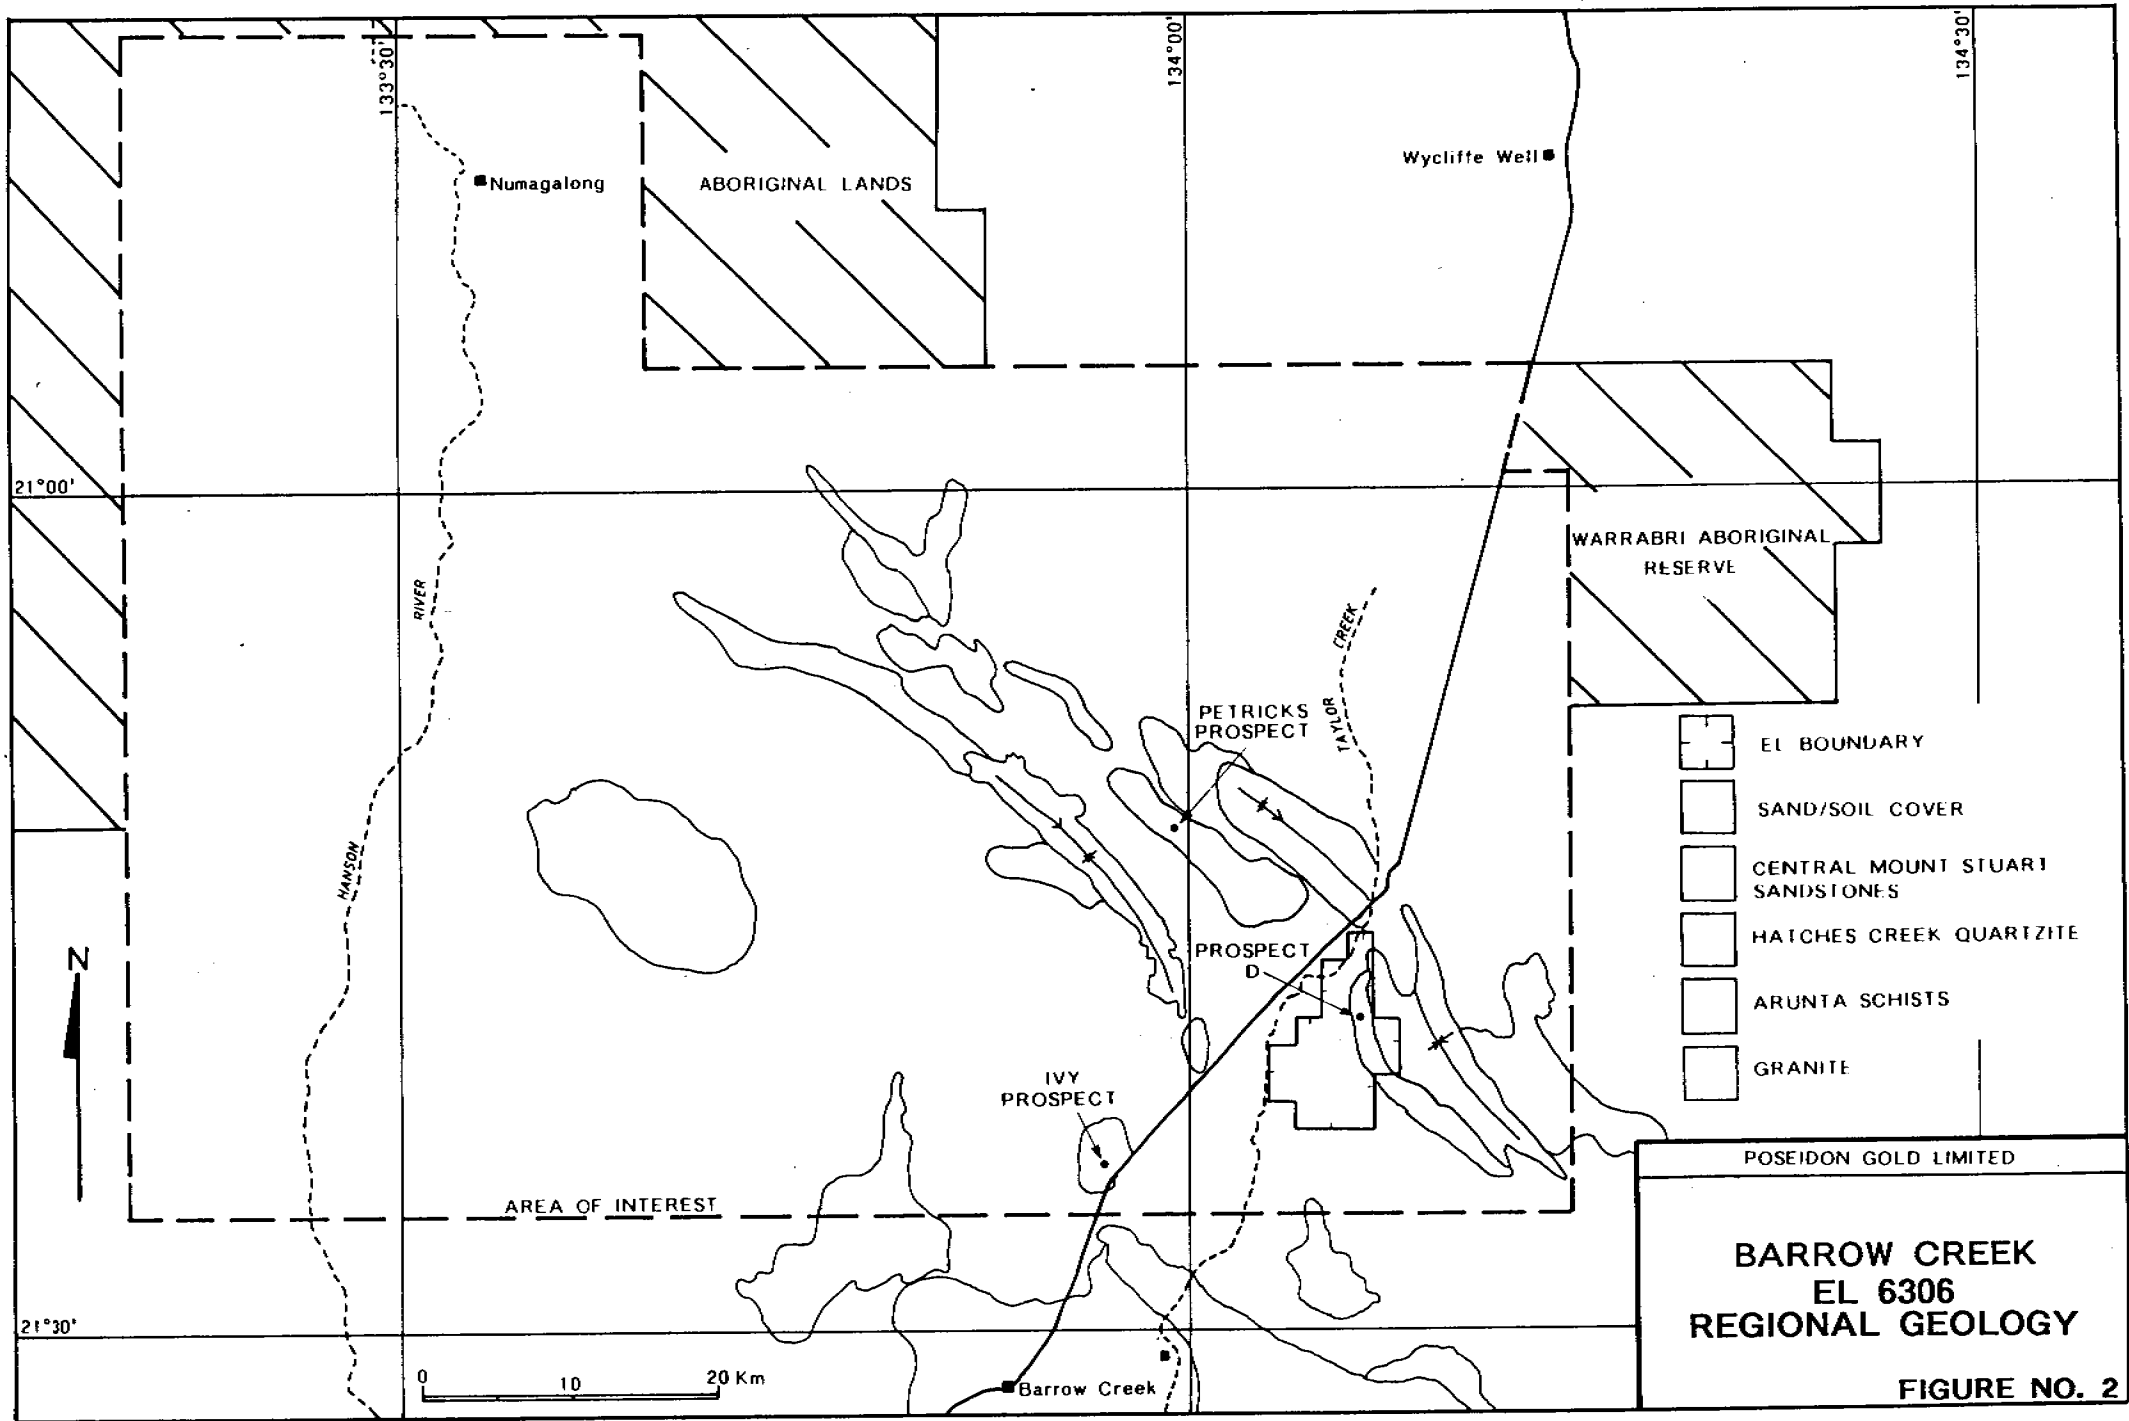 133°30'
134°00'
134°30'
Wycliffe Well
Numagalong
ABORIGINAL LANDS
21°00'
WARRABRI ABORIGINAL
RESERVE
RIVER
CREEK
TAYLOR
PETRICKS
PROSPECT
HANSON
EL BOUNDARY
SAND/SOIL COVER
CENTRAL MOUNT STUART
SANDSTONES
HATCHES CREEK QUARTZITE
ARUNTA SCHISTS
GRANITE
N
PROSPECT
D
IVY
PROSPECT
AREA OF INTEREST
21°30'
0 10 20 Km
Barrow Creek
POSEIDON GOLD LIMITED
BARROW CREEK
EL 6306
REGIONAL GEOLOGY
FIGURE NO. 2